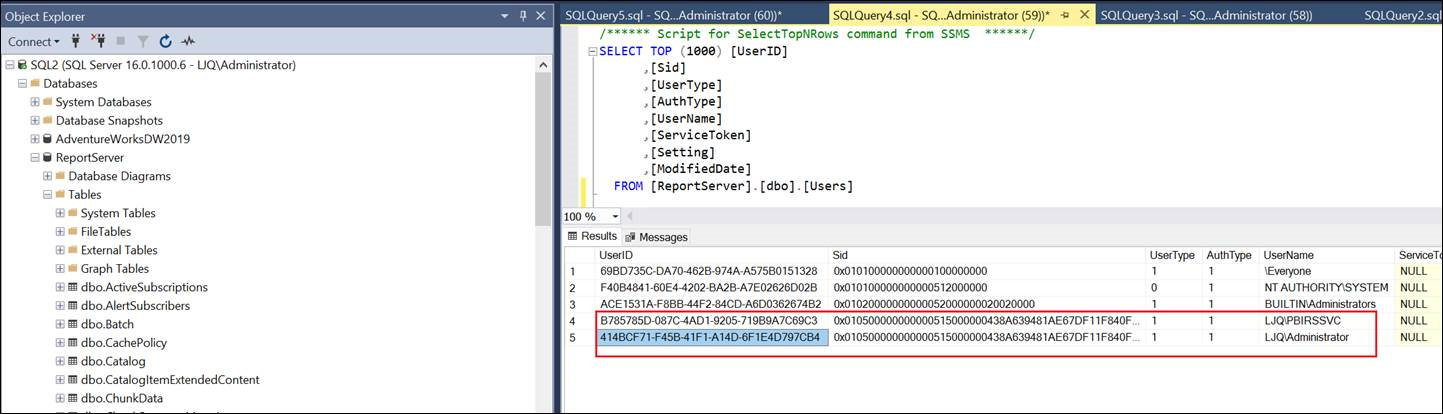 Object Explorer
Connect
SQL2 (SQL Server 16.0.1000.6 - LJQ\Administrator)
Databases
System Databases
Database Snapshots
AdventureWorksDW2019
ReportServer
Database Diagrams
Tables
System Tables
FileTables
External Tables
Graph Tables
dbo.ActiveSubscriptions
dbo.AlertSubscribers
dbo.Batch
dbo.CachePolicy
dbo.Catalog
dbo.CatalogItemExtendedContent
dbo.ChunkData
SQLQuery5.sql - SQ...Administrator (60))* SQLQuery4.sql - SQ...Administrator (59))* SQLQuery3.sql - SQ...Administrator (58)) SQLQuery2.sql
/****** Script for SelectTopNRows command from SSMS ******/
SELECT TOP (1000) [UserID]
,[Sid]
,[UserType]
,[AuthType]
,[UserName]
,[ServiceToken]
,[Setting]
,[ModifiedDate]
FROM [ReportServer].[dbo].[Users]
100 %
Results Messages
UserID Sid UserType AuthType UserName ServiceTo
1 69BD735C-DA70-462B-974A-A575B0151328 0x010100000000000100000000 1 1 \Everyone NULL
2 F40B4841-60E4-4202-BA2B-A7E02626D02B 0x010100000000000512000000 0 1 NT AUTHORITY\SYSTEM NULL
3 ACE1531A-F8BB-44F2-84CD-A6D0362674B2 0x01020000000000052000000020020000 1 1 BUILTIN\Administrators NULL
4 B785785D-087C-4AD1-9205-719B9A7C69C3 0x010500000000000515000000438A639481AE67DF11F840F... 1 1 LJQ\PBIRSSVC NULL
5 414BCF71-F45B-41F1-A14D-6F1E4D797CB4 0x010500000000000515000000438A639481AE67DF11F840F... 1 1 LJQ\Administrator NULL